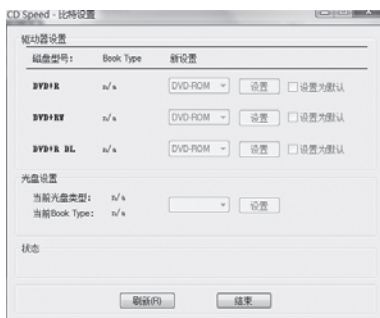 CD Speed - 比特设置
驱动器设置
磁盘型号: Book Type 新设置
DVD+R n/a DVD-ROM 设置 设置为默认
DVD+RW n/a DVD-ROM 设置 设置为默认
DVD+R DL n/a DVD-ROM 设置 设置为默认
光盘设置
当前光盘类型: n/a
当前Book Type: n/a 设置
状态
刷新(R) 结束